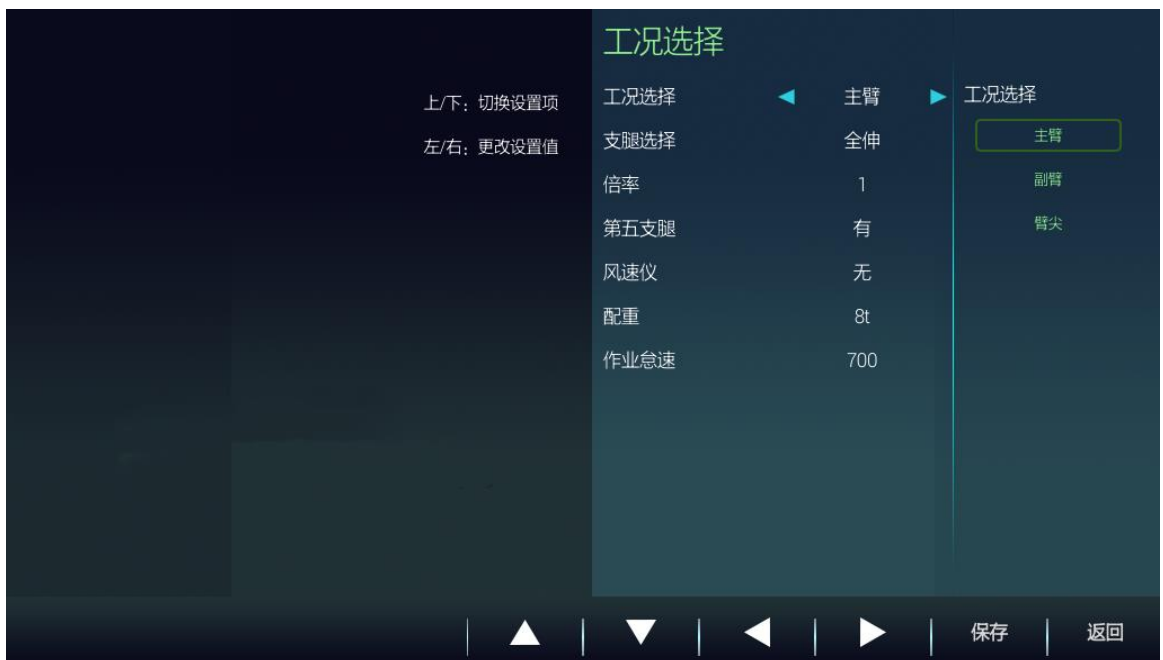 工况选择
上/下：切换设置项
左/右：更改设置值
工况选择 主臂
支腿选择 全伸
倍率 1
第五支腿 有
风速仪 无
配重 8t
作业怠速 700
工况选择
主臂
副臂
臂尖
保存 返回